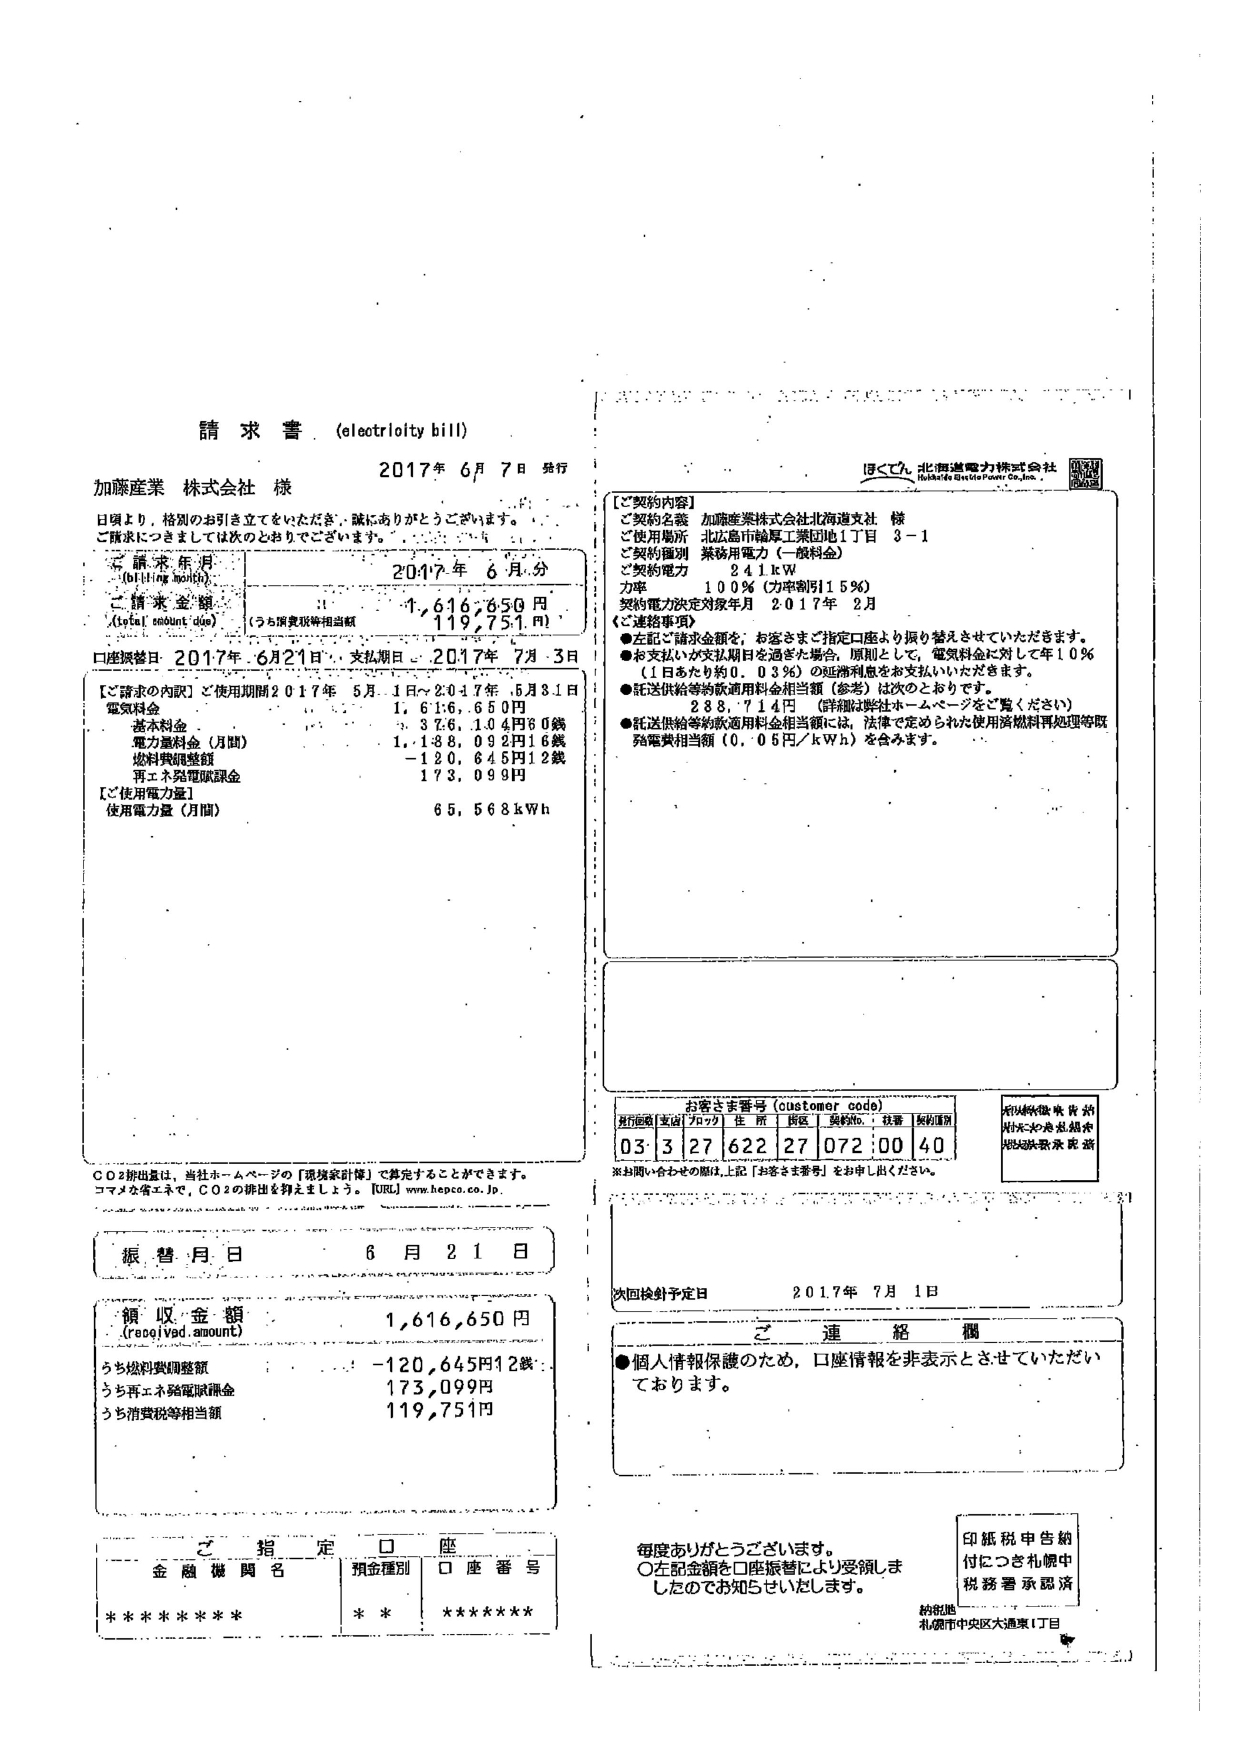 請 求 書 (electricity bill)
2017年 6月 7日 発行
加藤産業 株式会社 様
日頃より、格別のお引き立てをいただき、誠にありがとうございます。
ご請求につきましては次のとおりでございます。
ご請求年月 2017年 6月分
(billing month)
ご請求金額 1,616,650円
(total amount due) (うち消費税等相当額 119,751円)
口座振替日 2017年 6月21日 支払期日 2017年 7月 3日
【ご請求の内訳】ご使用期間2017年 5月 1日~2017年 5月31日
電気料金 1,616,650円
基本料金 376,104円60銭
電力量料金(月間) 1,188,092円16銭
燃料費調整額 -120,645円12銭
再エネ発電賦課金 173,099円
【ご使用電力量】
使用電力量(月間) 65,568kWh
CO2排出量は、当社ホームページの「環境家計簿」で算定することができます。
コマメな省エネで、CO2の排出を抑えましょう。【URL】www.hepco.co.jp
振替月日 6月21日
領収金額 1,616,650円
(received amount)
うち燃料費調整額 -120,645円12銭
うち再エネ発電賦課金 173,099円
うち消費税等相当額 119,751円
ご指定口座
金融機関名 預金種別 口座番号
******** ** *******
ほくでん 北海道電力株式会社
Hokkaido Electric Power Co.,Inc.
【ご契約内容】
ご契約名義 加藤産業株式会社北海道支社 様
ご使用場所 北広島市輪厚工業団地1丁目 3-1
ご契約種別 業務用電力(一般料金)
ご契約電力 241kW
力率 100%(力率割引15%)
契約電力決定対象年月 2017年 2月
《ご連絡事項》
●左記ご請求金額を、お客さまご指定口座より振り替えさせていただきます。
●お支払いが支払期日を過ぎた場合、原則として、電気料金に対して年10%
(1日あたり約0.03%)の延滞利息をお支払いいただきます。
●託送供給等約款適用料金相当額(参考)は次のとおりです。
288,714円 (詳細は弊社ホームページをご覧ください)
●託送供給等約款適用料金相当額には、法律で定められた使用済燃料再処理等既
発電費相当額(0.05円/kWh)を含みます。
お客さま番号 (customer code)
発行回数 支店 ブロック 住所 街区 契約No. 枝番 契約種別
03 3 27 622 27 072 00 40
※お問い合わせの際は、上記「お客さま番号」をお申し出ください。
次回検針予定日 2017年 7月 1日
ご連絡欄
●個人情報保護のため、口座情報を非表示とさせていただい
ております。
毎度ありがとうございます。
○左記金額を口座振替により受領しま
したのでお知らせいたします。
印紙税申告納
付につき札幌中
税務署承認済
納税地
札幌市中央区大通東1丁目